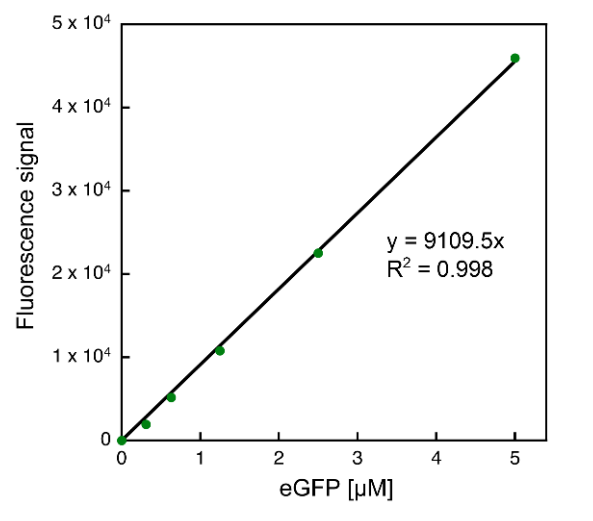 5 x 10⁴
4 x 10⁴
3 x 10⁴
2 x 10⁴
1 x 10⁴
0
Fluorescence signal
y = 9109.5x
R² = 0.998
0 1 2 3 4 5
eGFP [µM]